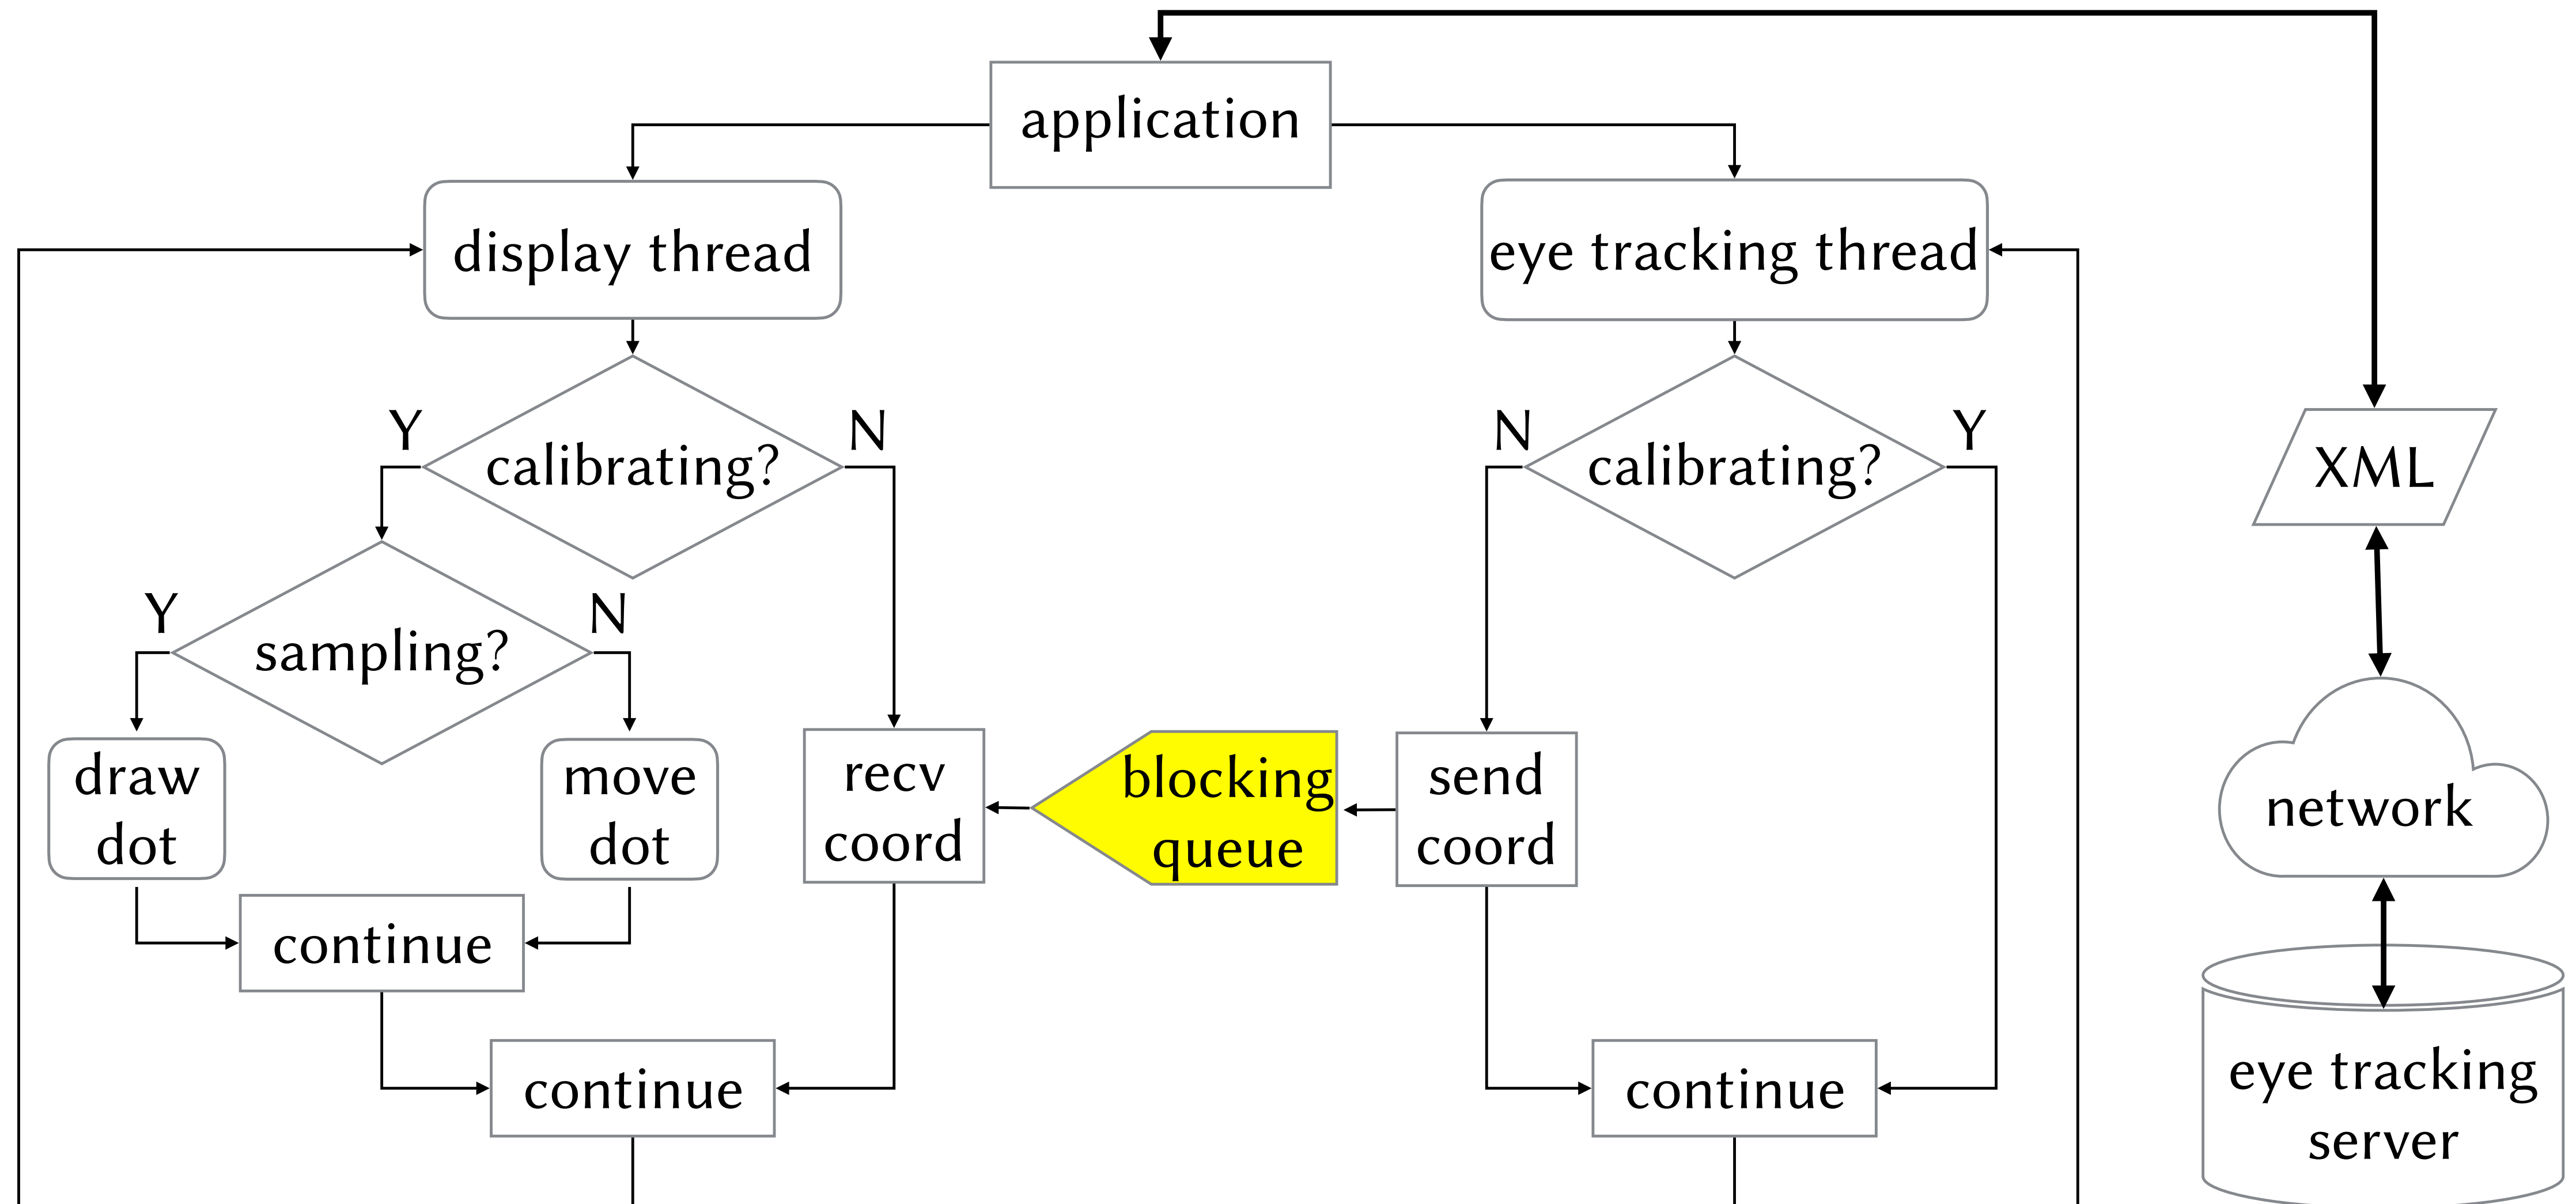 application
display thread
eye tracking thread
Y
N
N
Y
calibrating?
calibrating?
XML
Y
N
sampling?
draw
dot
move
dot
recv
coord
blocking
queue
send
coord
network
continue
continue
continue
eye tracking
server